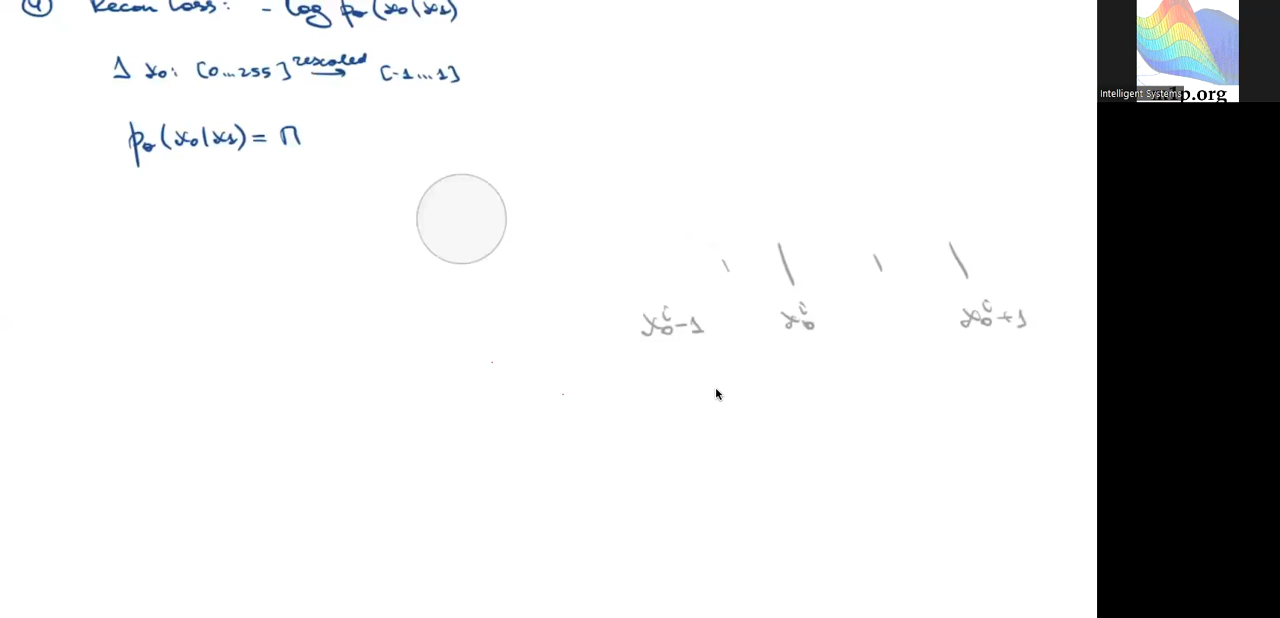 ④ Recon Loss: - log pθ(x₀|x₁)
Δ x₀: [0...255] rescaled → [-1...1]
pθ(x₀|x₁) = Π
x₀ⁱ-1 x₀ⁱ x₀ⁱ+1
Intelligent Systems
.org